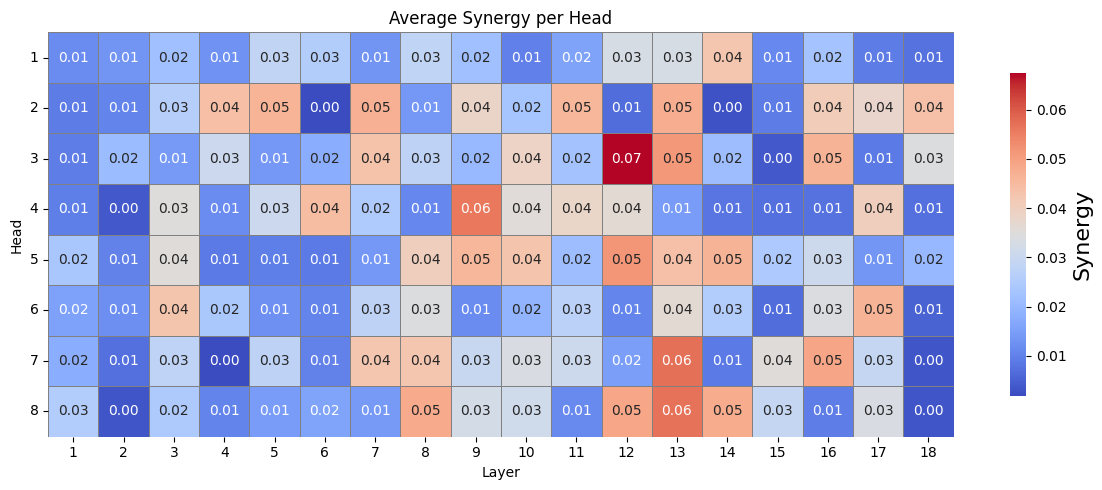 Average Synergy per Head
1 0.01 0.01 0.02 0.01 0.03 0.03 0.01 0.03 0.02 0.01 0.02 0.03 0.03 0.04 0.01 0.02 0.01 0.01
2 0.01 0.01 0.03 0.04 0.05 0.00 0.05 0.01 0.04 0.02 0.05 0.01 0.05 0.00 0.01 0.04 0.04 0.04
3 0.01 0.02 0.01 0.03 0.01 0.02 0.04 0.03 0.02 0.04 0.02 0.07 0.05 0.02 0.00 0.05 0.01 0.03
4 0.01 0.00 0.03 0.01 0.03 0.04 0.02 0.01 0.06 0.04 0.04 0.04 0.01 0.01 0.01 0.01 0.04 0.01
5 0.02 0.01 0.04 0.01 0.01 0.01 0.01 0.04 0.05 0.04 0.02 0.05 0.04 0.05 0.02 0.03 0.01 0.02
6 0.02 0.01 0.04 0.02 0.01 0.01 0.03 0.03 0.01 0.02 0.03 0.01 0.04 0.03 0.01 0.03 0.05 0.01
7 0.02 0.01 0.03 0.00 0.03 0.01 0.04 0.04 0.03 0.03 0.03 0.02 0.06 0.01 0.04 0.05 0.03 0.00
8 0.03 0.00 0.02 0.01 0.01 0.02 0.01 0.05 0.03 0.03 0.01 0.05 0.06 0.05 0.03 0.01 0.03 0.00
1 2 3 4 5 6 7 8 9 10 11 12 13 14 15 16 17 18
Layer
Head
0.06
0.05
0.04
0.03
0.02
0.01
Synergy